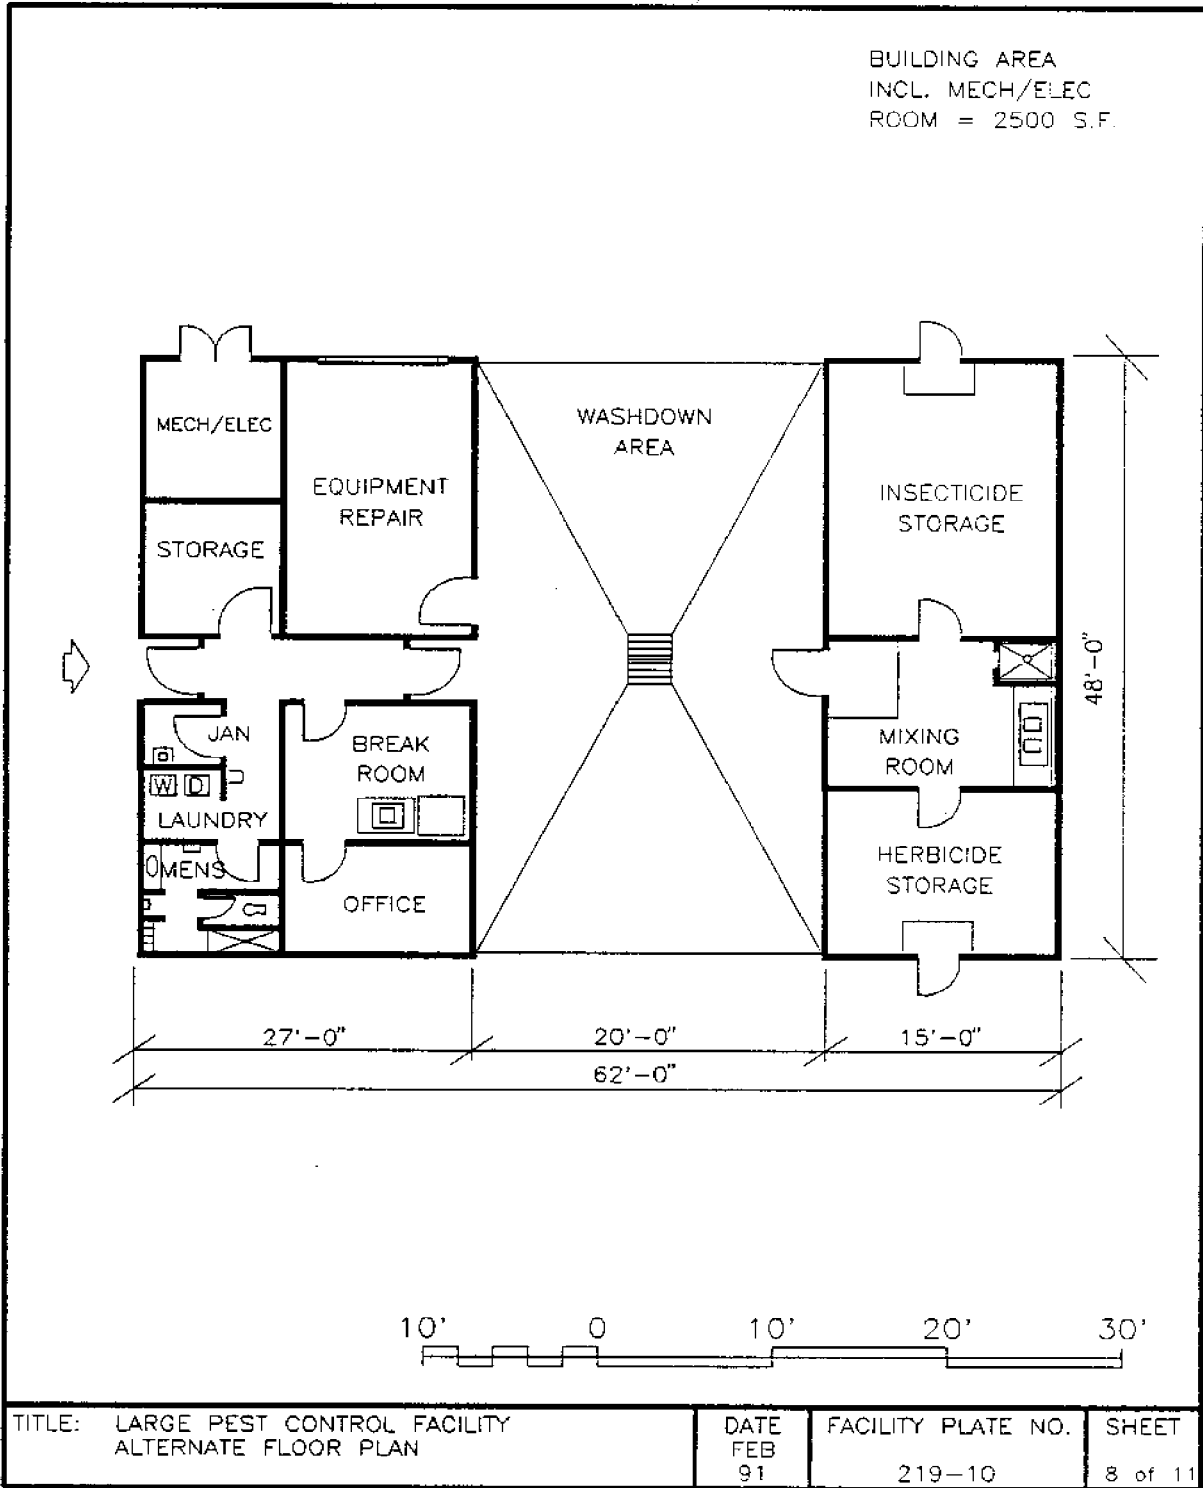 BUILDING AREA
INCL. MECH/ELEC
ROOM = 2500 S.F.
WASHDOWN
AREA
MECH/ELEC
EQUIPMENT
REPAIR
INSECTICIDE
STORAGE
STORAGE
48'-0"
JAN
BREAK
ROOM
MIXING
ROOM
W D
LAUNDRY
MENS
OFFICE
HERBICIDE
STORAGE
27'-0"
20'-0"
15'-0"
62'-0"
10' 0 10' 20' 30'
TITLE: LARGE PEST CONTROL FACILITY
ALTERNATE FLOOR PLAN
DATE
FEB
91
FACILITY PLATE NO.
219-10
SHEET
8 of 11